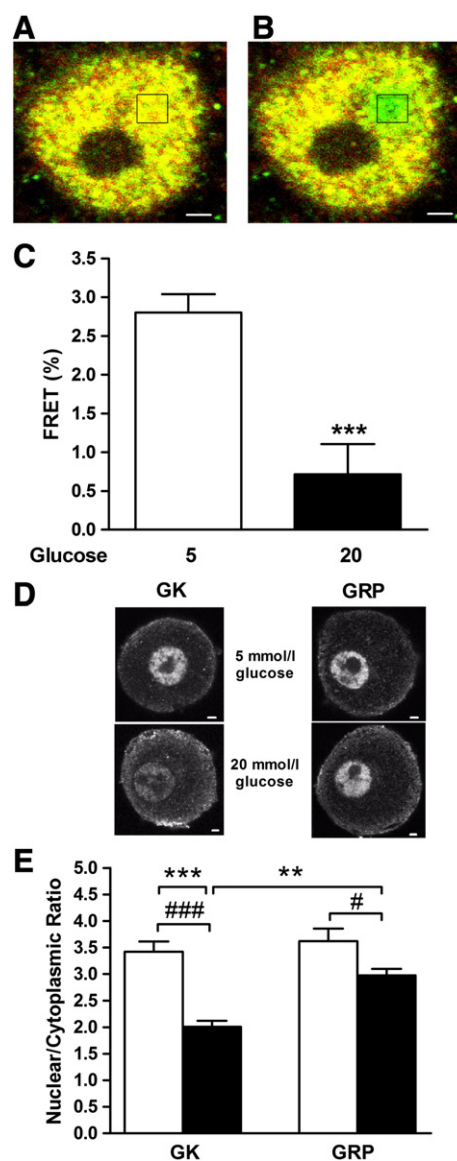 A
B
C
FRET (%)
3.5
3.0
2.5
2.0
1.5
1.0
0.5
0.0
***
Glucose 5 20
D
GK GRP
5 mmol/l
glucose
20 mmol/l
glucose
E
Nuclear/Cytoplasmic Ratio
5.0
4.5
4.0
3.5
3.0
2.5
2.0
1.5
1.0
0.5
0.0
*** **
### #
GK GRP